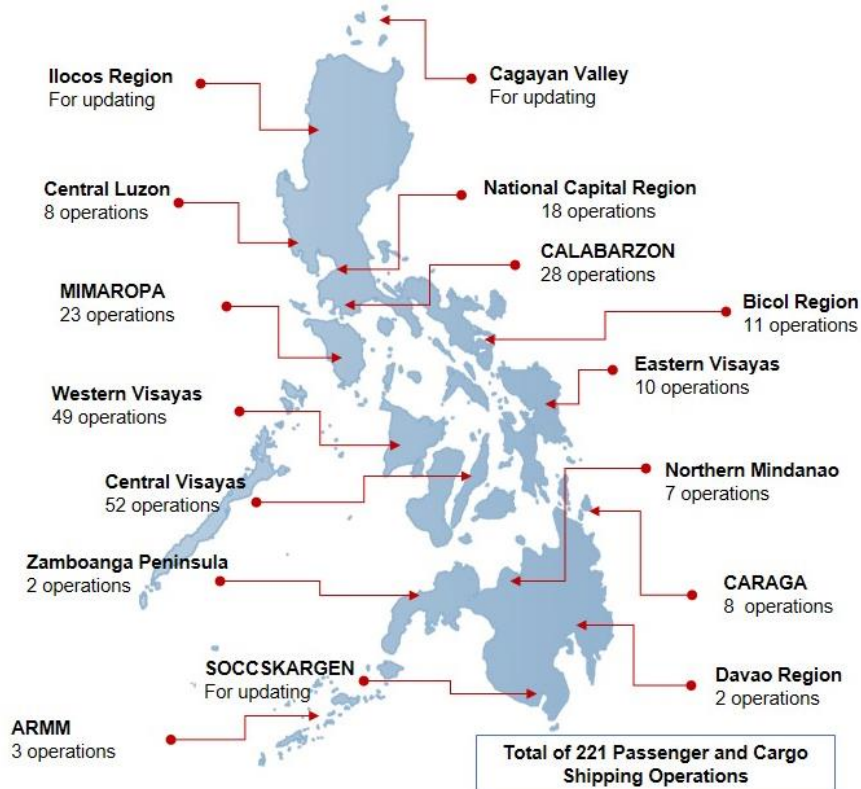 Ilocos Region
For updating
Cagayan Valley
For updating
Central Luzon
8 operations
National Capital Region
18 operations
CALABARZON
28 operations
MIMAROPA
23 operations
Bicol Region
11 operations
Eastern Visayas
10 operations
Western Visayas
49 operations
Northern Mindanao
7 operations
Central Visayas
52 operations
Zamboanga Peninsula
2 operations
CARAGA
8 operations
SOCCSKARGEN
For updating
Davao Region
2 operations
ARMM
3 operations
Total of 221 Passenger and Cargo
Shipping Operations